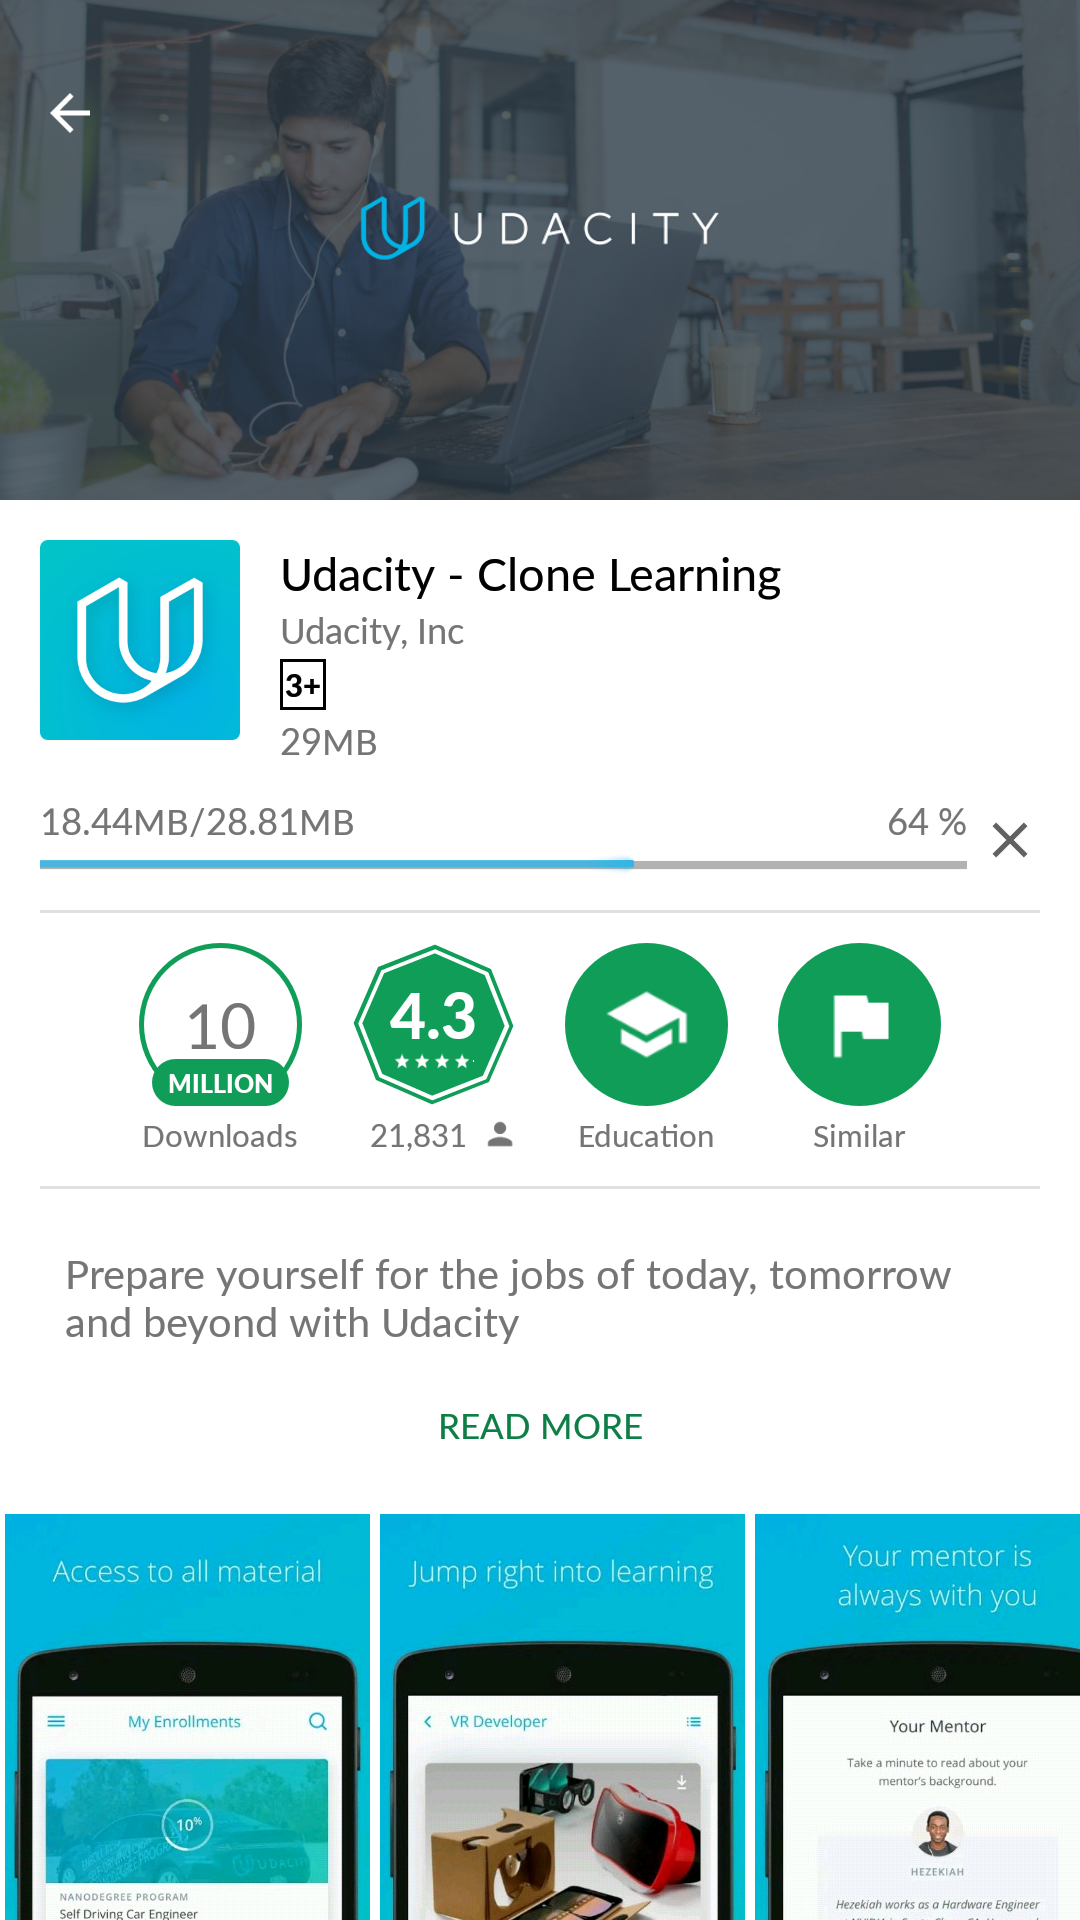 UDACITY
Udacity - Clone Learning
Udacity, Inc
3+
29MB
18.44MB/28.81MB
64 %
10
MILLION
Downloads
4.3
21,831
Education
Similar
Prepare yourself for the jobs of today, tomorrow
and beyond with Udacity
READ MORE
Access to all material
My Enrollments
10%
UDACITY
NANODEGREE PROGRAM
Self Driving Car Engineer
Jump right into learning
VR Developer
Your mentor is
always with you
Your Mentor
Take a minute to read about your
mentor's background.
HEZEKIAH
Hezekiah works as a Hardware Engineer